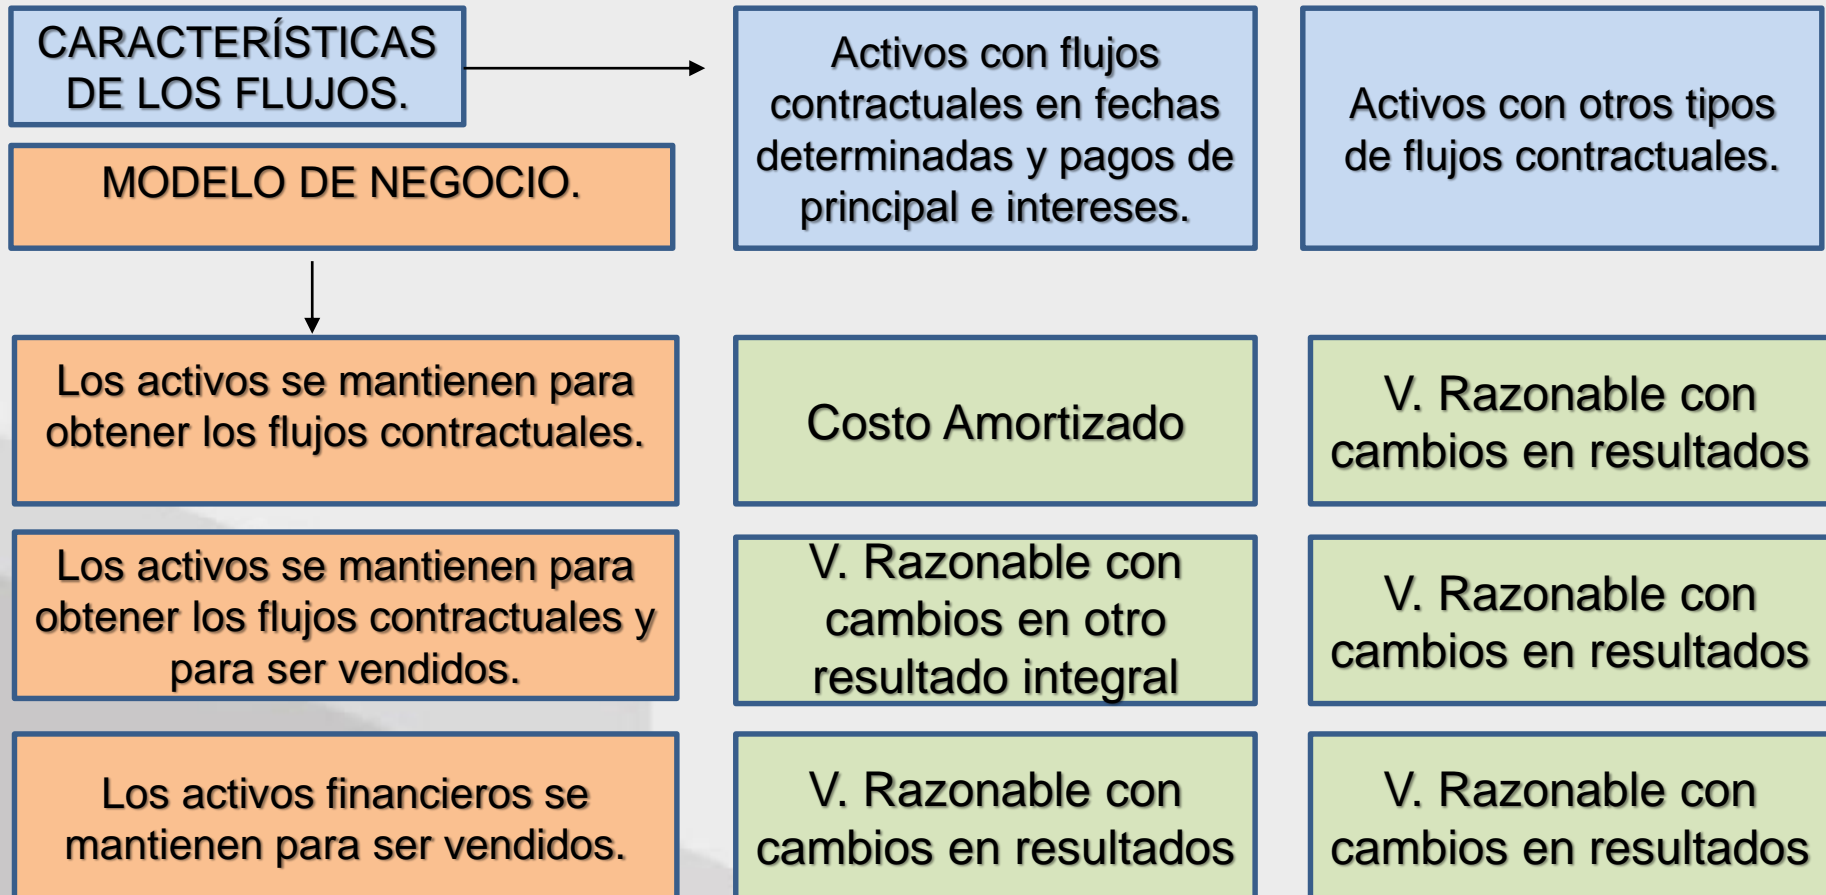 CARACTERÍSTICAS
DE LOS FLUJOS.
Activos con flujos
contractuales en fechas
determinadas y pagos de
principal e intereses.
Activos con otros tipos
de flujos contractuales.
MODELO DE NEGOCIO.
Los activos se mantienen para
obtener los flujos contractuales.
Costo Amortizado
V. Razonable con
cambios en resultados
Los activos se mantienen para
obtener los flujos contractuales y
para ser vendidos.
V. Razonable con
cambios en otro
resultado integral
V. Razonable con
cambios en resultados
Los activos financieros se
mantienen para ser vendidos.
V. Razonable con
cambios en resultados
V. Razonable con
cambios en resultados